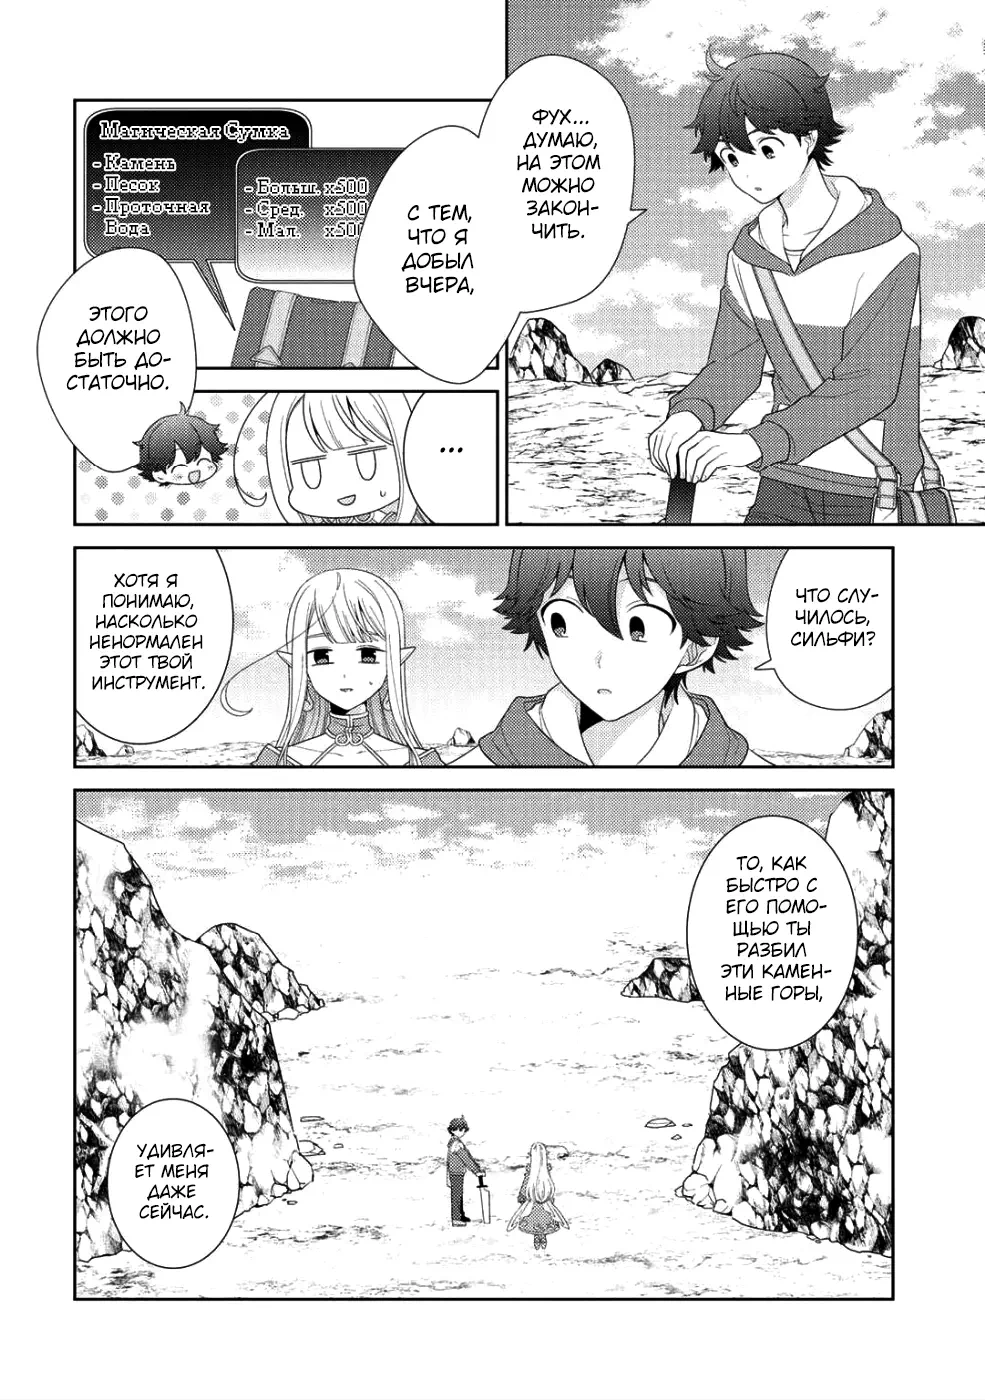 ФУХ...
ДУМАЮ,
НА ЭТОМ
МОЖНО
ЗАКОН-
ЧИТЬ.
С ТЕМ,
ЧТО Я
ДОБЫЛ
ВЧЕРА,
Магическая Сумка
- Камень
- Песок
- Проточная
Вода
- Больш. x500
- Сред. x500
- Мал. x500
ЭТОГО
ДОЛЖНО
БЫТЬ ДО-
СТАТОЧНО.
...
ЧТО СЛУ-
ЧИЛОСЬ,
СИЛЬФИ?
ХОТЯ Я
ПОНИМАЮ,
НАСКОЛЬКО
НЕНОРМАЛЕН
ЭТОТ ТВОЙ
ИНСТРУМЕНТ.
ТО, КАК
БЫСТРО С
ЕГО ПОМО-
ЩЬЮ ТЫ
РАЗБИЛ
ЭТИ КАМЕН-
НЫЕ ГОРЫ,
УДИВЛЯ-
ЕТ МЕНЯ
ДАЖЕ
СЕЙЧАС.